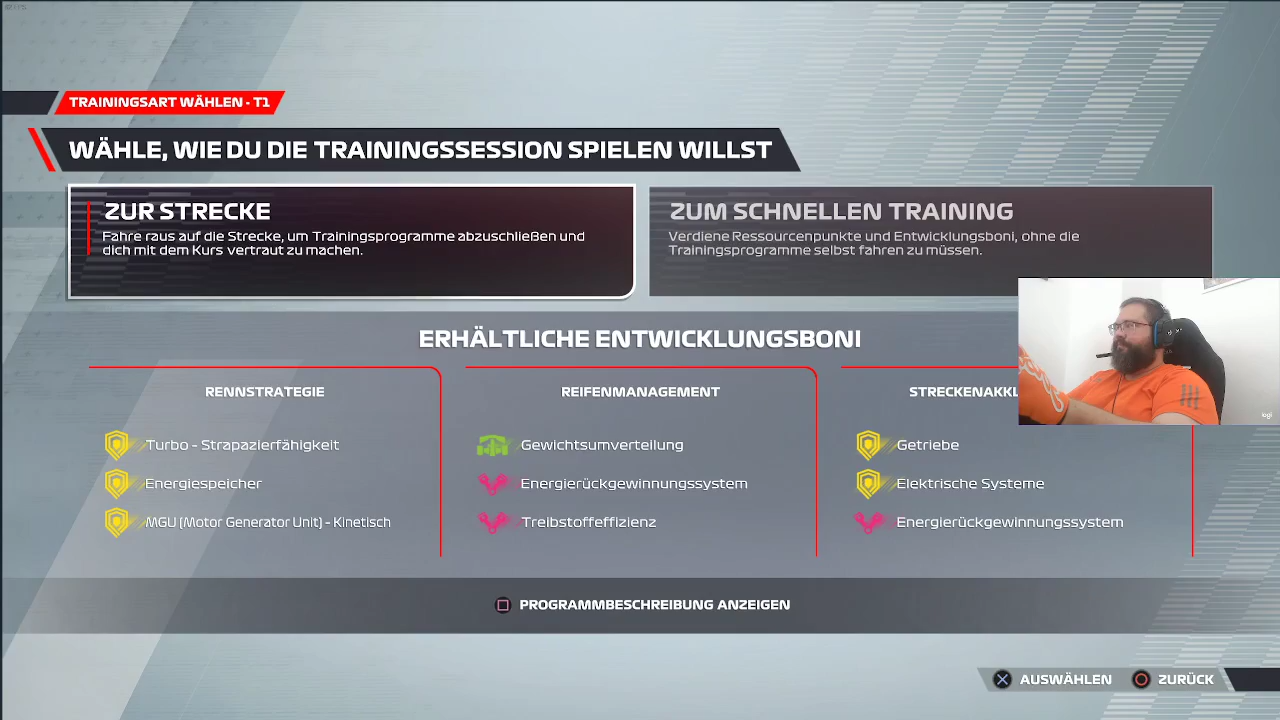 TRAININGSART WÄHLEN - T1
WÄHLE, WIE DU DIE TRAININGSSESSION SPIELEN WILLST
ZUR STRECKE
Fahre raus auf die Strecke, um Trainingsprogramme abzuschließen und
dich mit dem Kurs vertraut zu machen.
ZUM SCHNELLEN TRAINING
Verdiene Ressourcenpunkte und Entwicklungsboni, ohne die
Trainingsprogramme selbst fahren zu müssen.
ERHÄLTLICHE ENTWICKLUNGSBONI
RENNSTRATEGIE
Turbo - Strapazierfähigkeit
Energiespeicher
MGU (Motor Generator Unit) - Kinetisch
REIFENMANAGEMENT
Gewichtsumverteilung
Energierückgewinnungssystem
Treibstoffeffizienz
STRECKENAKKL
Getriebe
Elektrische Systeme
Energierückgewinnungssystem
logi
PROGRAMMBESCHREIBUNG ANZEIGEN
AUSWÄHLEN
ZURÜCK